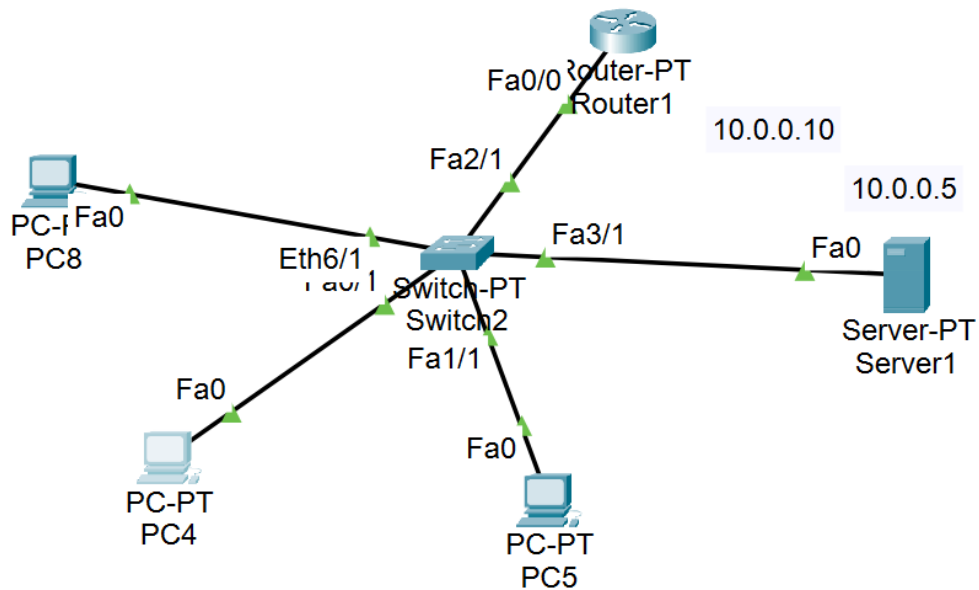 Router-PT
Router1
Fa0/0
10.0.0.10
Fa2/1
10.0.0.5
Fa0
PC8
Fa3/1
Fa0
Eth6/1
Switch-PT
Switch2
Server-PT
Server1
Fa1/1
Fa0
Fa0
PC-PT
PC4
PC-PT
PC5